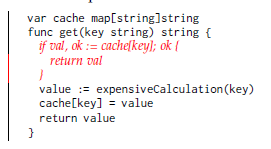 var cache map[string]string
func get(key string) string {
if val, ok := cache[key]; ok {
return val
}
value := expensiveCalculation(key)
cache[key] = value
return value
}